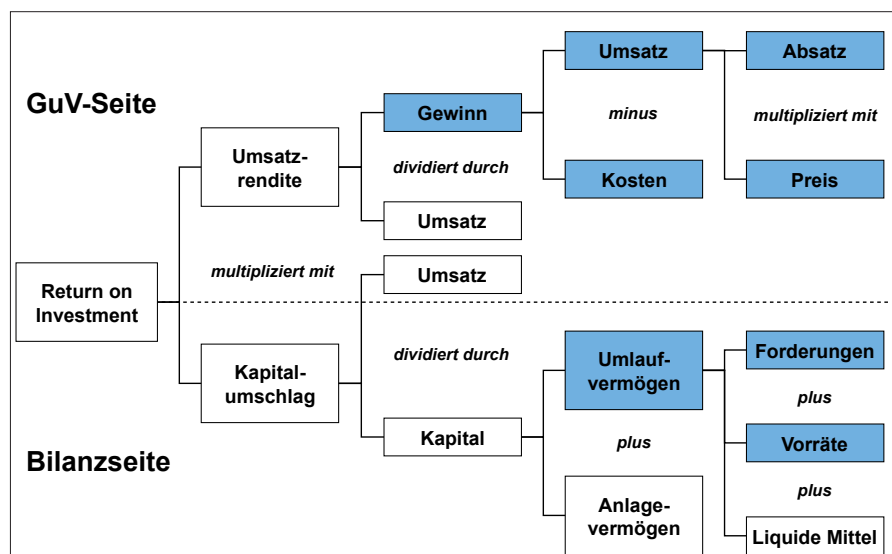 GuV-Seite
Umsatz
Absatz
Gewinn
minus
multipliziert mit
Umsatz-
rendite
dividiert durch
Kosten
Preis
Umsatz
multipliziert mit
Umsatz
Return on
Investment
Kapital-
umschlag
dividiert durch
Umlauf-
vermögen
Forderungen
plus
Kapital
plus
Vorräte
Bilanzseite
plus
Anlage-
vermögen
Liquide Mittel